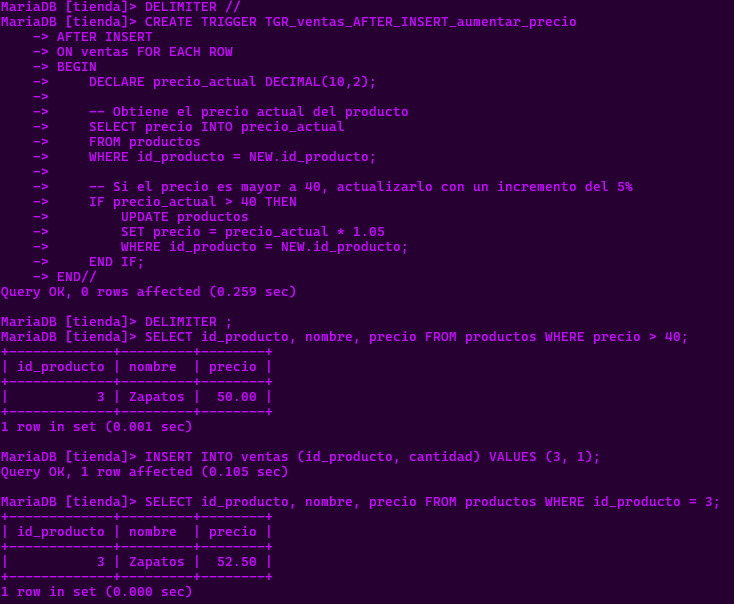 MariaDB [tienda]> DELIMITER //
MariaDB [tienda]> CREATE TRIGGER TGR_ventas_AFTER_INSERT_aumentar_precio
    -> AFTER INSERT
    -> ON ventas FOR EACH ROW
    -> BEGIN
    ->     DECLARE precio_actual DECIMAL(10,2);
    ->
    ->     -- Obtiene el precio actual del producto
    ->     SELECT precio INTO precio_actual
    ->     FROM productos
    ->     WHERE id_producto = NEW.id_producto;
    ->
    ->     -- Si el precio es mayor a 40, actualizarlo con un incremento del 5%
    ->     IF precio_actual > 40 THEN
    ->         UPDATE productos
    ->         SET precio = precio_actual * 1.05
    ->         WHERE id_producto = NEW.id_producto;
    ->     END IF;
    -> END//
Query OK, 0 rows affected (0.259 sec)

MariaDB [tienda]> DELIMITER ;
MariaDB [tienda]> SELECT id_producto, nombre, precio FROM productos WHERE precio > 40;
+-------------+---------+--------+
| id_producto | nombre  | precio |
+-------------+---------+--------+
|           3 | Zapatos |  50.00 |
+-------------+---------+--------+
1 row in set (0.001 sec)

MariaDB [tienda]> INSERT INTO ventas (id_producto, cantidad) VALUES (3, 1);
Query OK, 1 row affected (0.105 sec)

MariaDB [tienda]> SELECT id_producto, nombre, precio FROM productos WHERE id_producto = 3;
+-------------+---------+--------+
| id_producto | nombre  | precio |
+-------------+---------+--------+
|           3 | Zapatos |  52.50 |
+-------------+---------+--------+
1 row in set (0.000 sec)